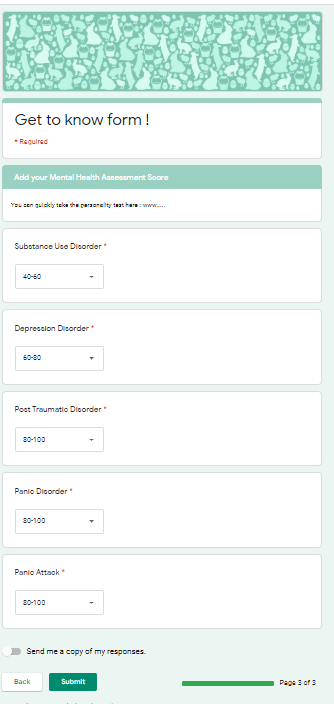 Get to know form !
* Required
Add your Mental Health Assessment Score
You can quickly take the personality test here : www.....
Substance Use Disorder *
40-60
Depression Disorder *
60-80
Post Traumatic Disorder *
80-100
Panic Disorder *
80-100
Panic Attack *
80-100
Send me a copy of my responses.
Back
Submit
Page 3 of 3